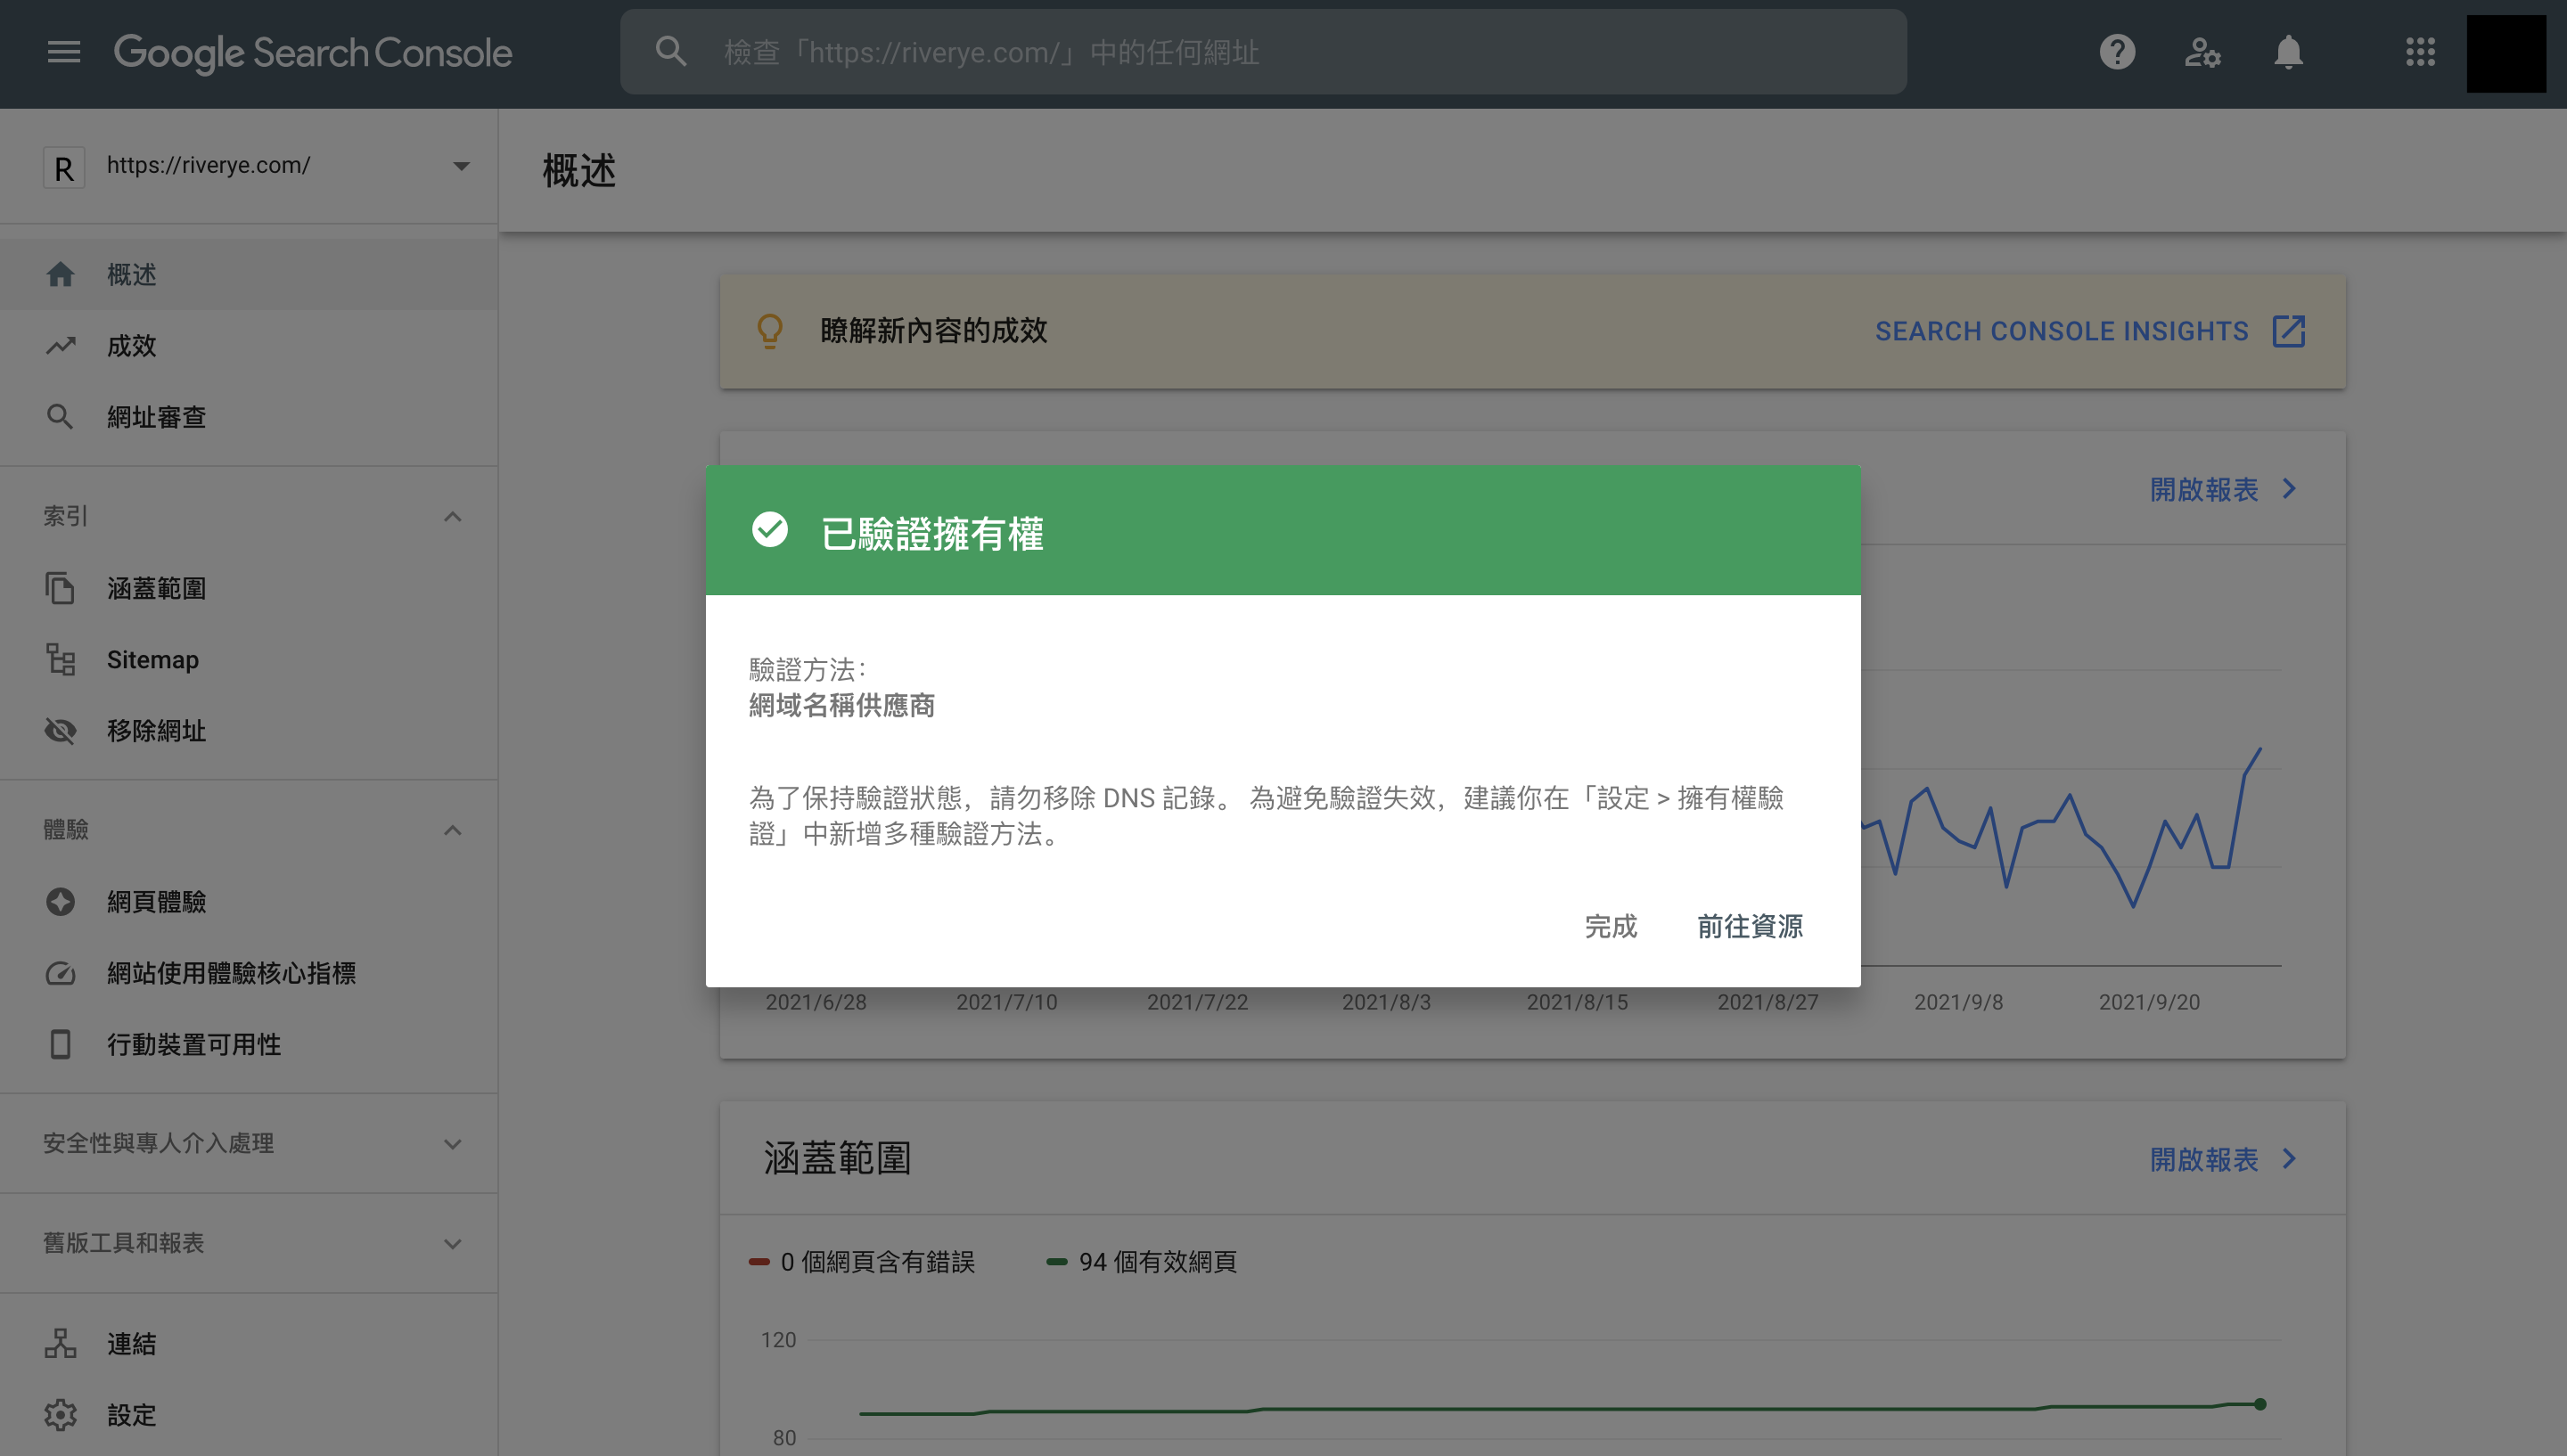 Google Search Console
檢查「https://riverye.com/」中的任何網址
R
https://riverye.com/
概述
成效
網址審查
索引
涵蓋範圍
Sitemap
移除網址
體驗
網頁體驗
網站使用體驗核心指標
行動裝置可用性
安全性與專人介入處理
舊版工具和報表
連結
設定
概述
瞭解新內容的成效
SEARCH CONSOLE INSIGHTS
開啟報表
已驗證擁有權
驗證方法：
網域名稱供應商
為了保持驗證狀態，請勿移除 DNS 記錄。 為避免驗證失效，建議你在「設定 > 擁有權驗
證」中新增多種驗證方法。
完成
前往資源
2021/6/28 2021/7/10 2021/7/22 2021/8/3 2021/8/15 2021/8/27 2021/9/8 2021/9/20
涵蓋範圍
開啟報表
0 個網頁含有錯誤
94 個有效網頁
120
80